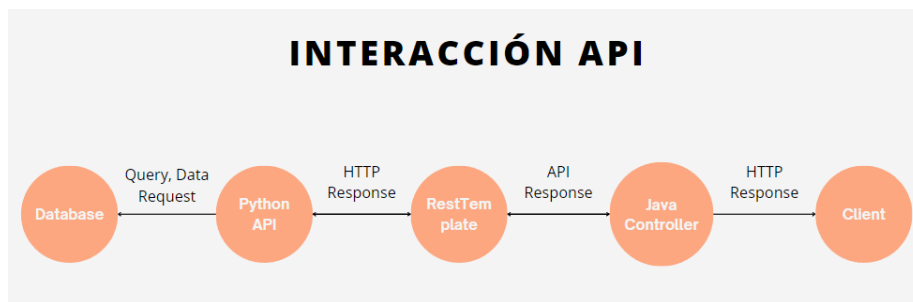 INTERACCIÓN API
Query, Data
Request
HTTP
Response
API
Response
HTTP
Response
Database
Python
API
RestTem
plate
Java
Controller
Client